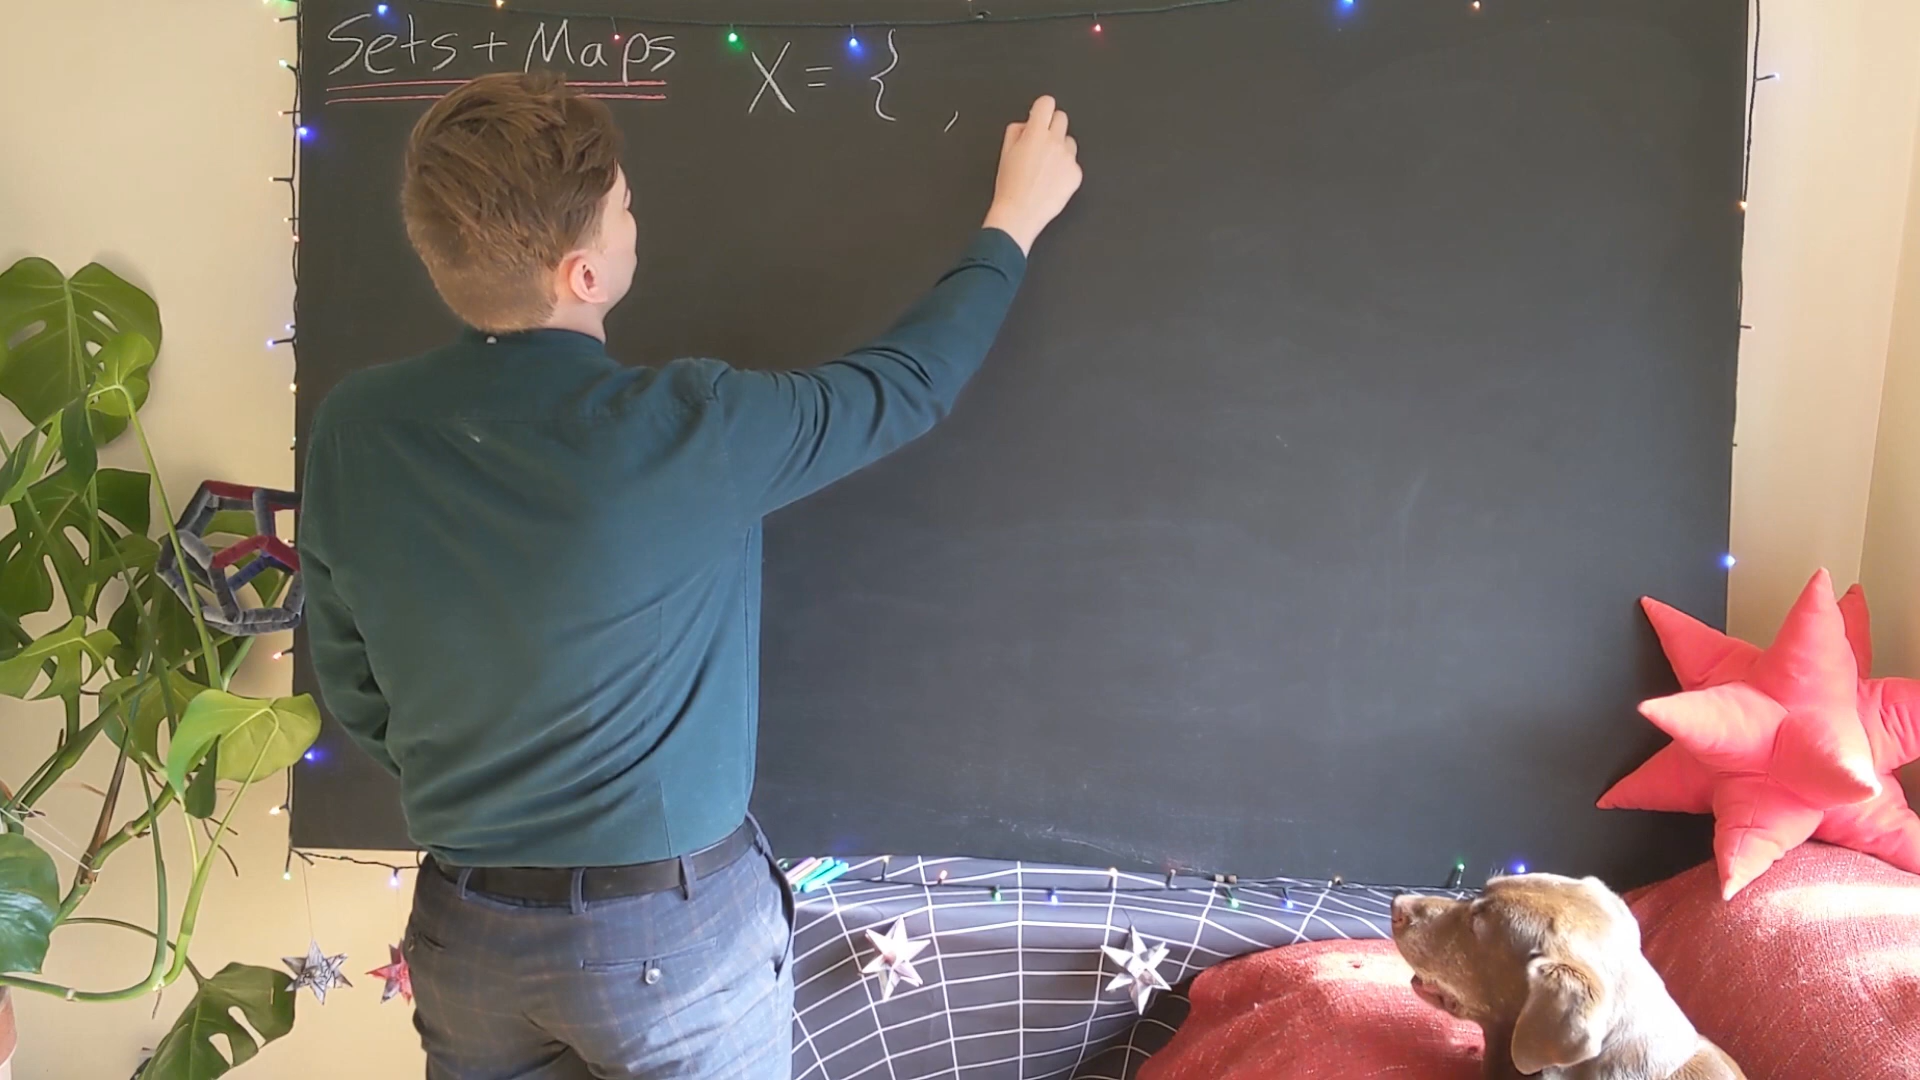 Sets + Maps
X = { ,